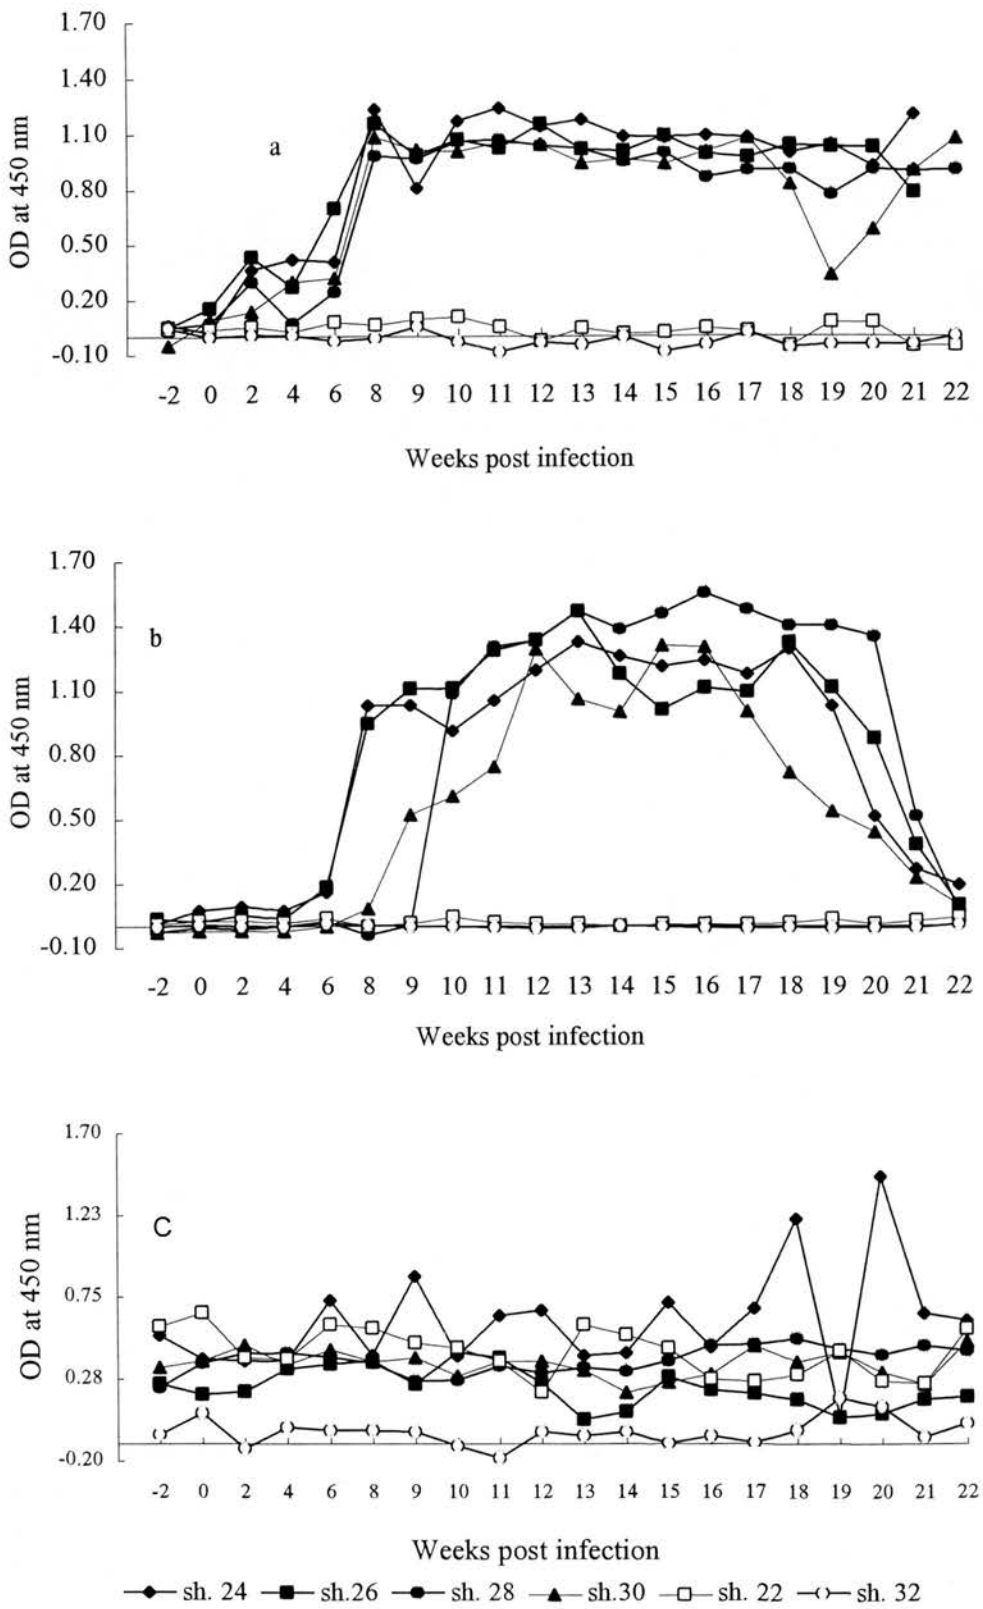 1.70
1.40
1.10
0.80
0.50
0.20
-0.10
OD at 450 nm
a
-2 0 2 4 6 8 9 10 11 12 13 14 15 16 17 18 19 20 21 22
Weeks post infection
1.70
1.40
1.10
0.80
0.50
0.20
-0.10
OD at 450 nm
b
-2 0 2 4 6 8 9 10 11 12 13 14 15 16 17 18 19 20 21 22
Weeks post infection
1.70
1.23
0.75
0.28
-0.20
OD at 450 nm
C
-2 0 2 4 6 8 9 10 11 12 13 14 15 16 17 18 19 20 21 22
Weeks post infection
sh. 24 sh.26 sh. 28 sh.30 sh. 22 sh. 32